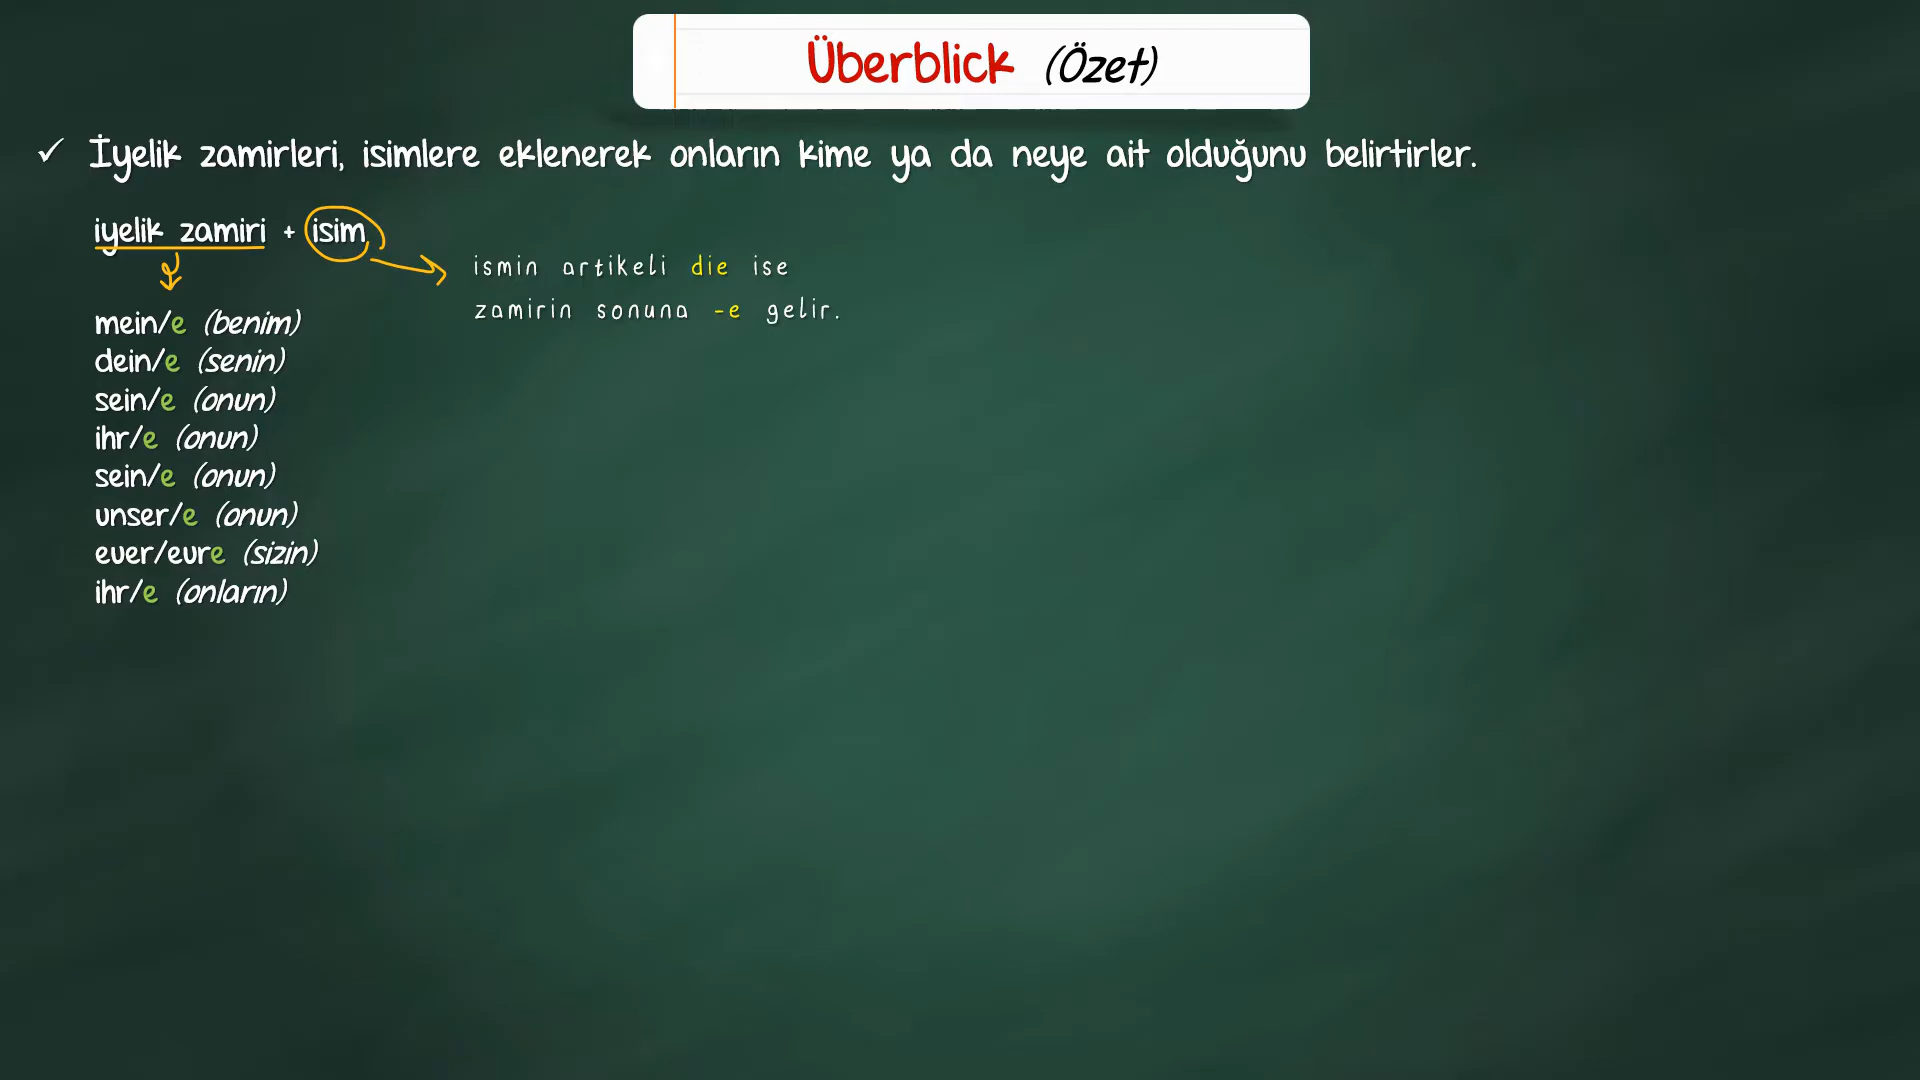 Überblick (Özet)
✓ İyelik zamirleri, isimlere eklenerek onların kime ya da neye ait olduğunu belirtirler.
iyelik zamiri + isim
ismin artikeli die ise
zamirin sonuna -e gelir.
mein/e (benim)
dein/e (senin)
sein/e (onun)
ihr/e (onun)
sein/e (onun)
unser/e (onun)
euer/eure (sizin)
ihr/e (onların)